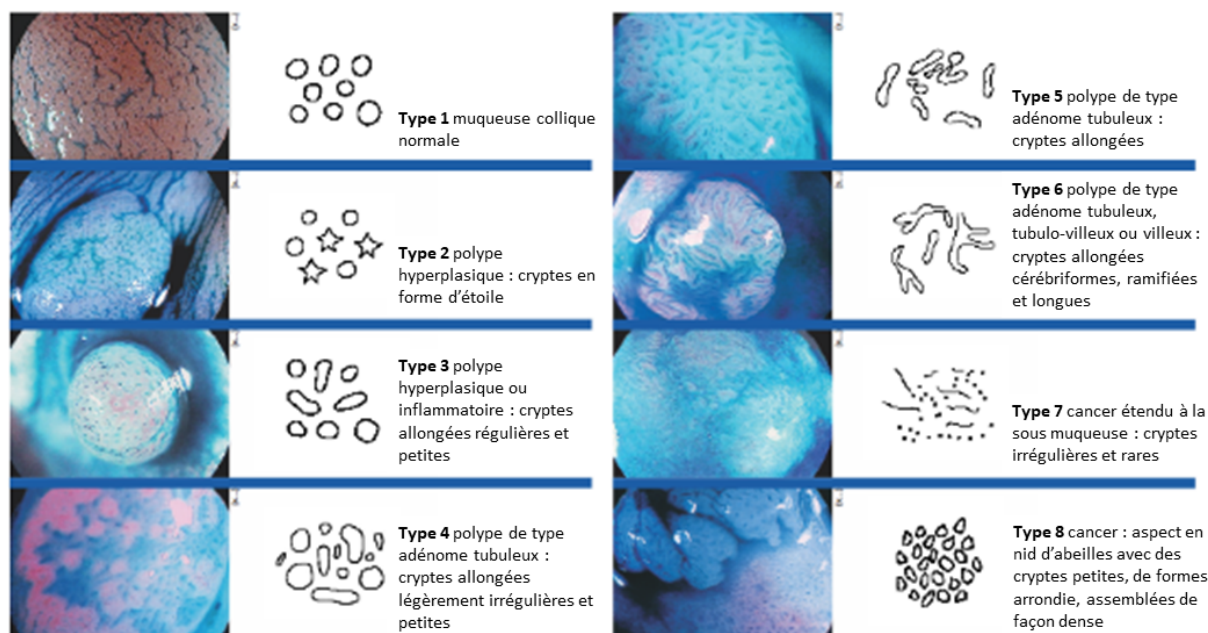 Type 1 muqueuse collique
normale
Type 2 polype
hyperplasique : cryptes en
forme d’étoile
Type 3 polype
hyperplasique ou
inflammatoire : cryptes
allongées régulières et
petites
Type 4 polype de type
adénome tubuleux :
cryptes allongées
légèrement irrégulières et
petites
Type 5 polype de type
adénome tubuleux :
cryptes allongées
Type 6 polype de type
adénome tubuleux,
tubulo-villeux ou villeux :
cryptes allongées
cérébriformes, ramifiées
et longues
Type 7 cancer étendu à la
sous muqueuse : cryptes
irrégulières et rares
Type 8 cancer : aspect en
nid d’abeilles avec des
cryptes petites, de formes
arrondie, assemblées de
façon dense